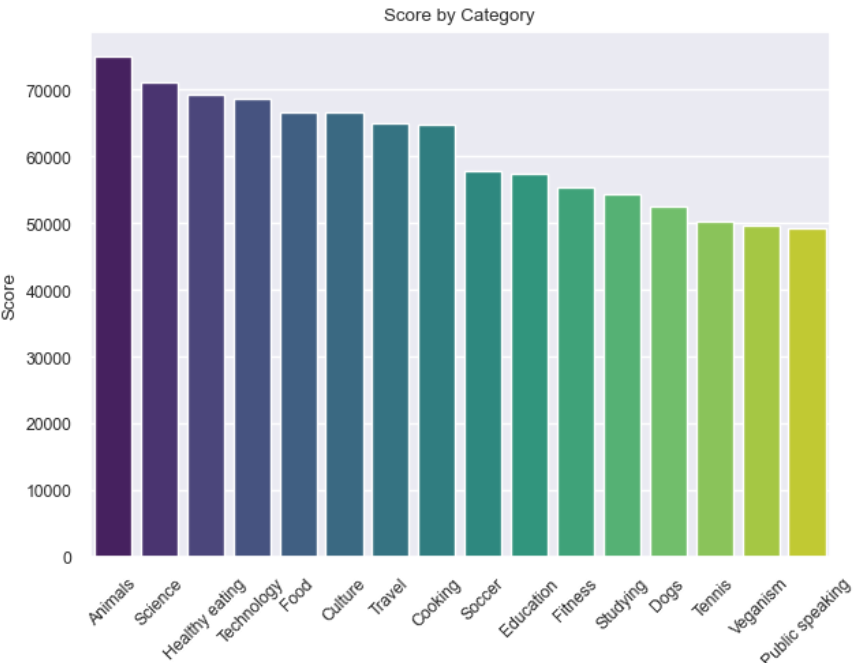 Score by Category
Score
70000
60000
50000
40000
30000
20000
10000
0
Animals
Science
Healthy eating
Technology
Food
Culture
Travel
Cooking
Soccer
Education
Fitness
Studying
Dogs
Tennis
Veganism
Public speaking